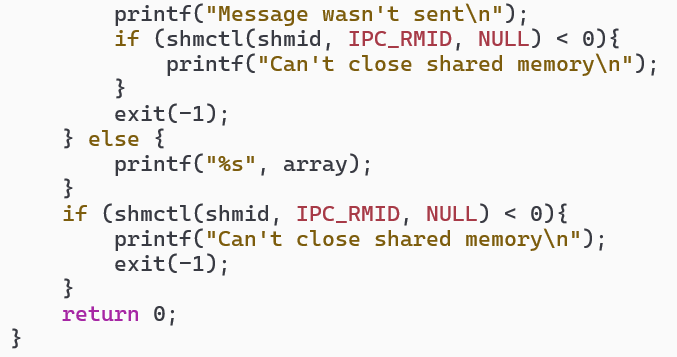 printf("Message wasn't sent\n");
        if (shmctl(shmid, IPC_RMID, NULL) < 0){
            printf("Can't close shared memory\n");
        }
        exit(-1);
    } else {
        printf("%s", array);
    }
    if (shmctl(shmid, IPC_RMID, NULL) < 0){
        printf("Can't close shared memory\n");
        exit(-1);
    }
    return 0;
}